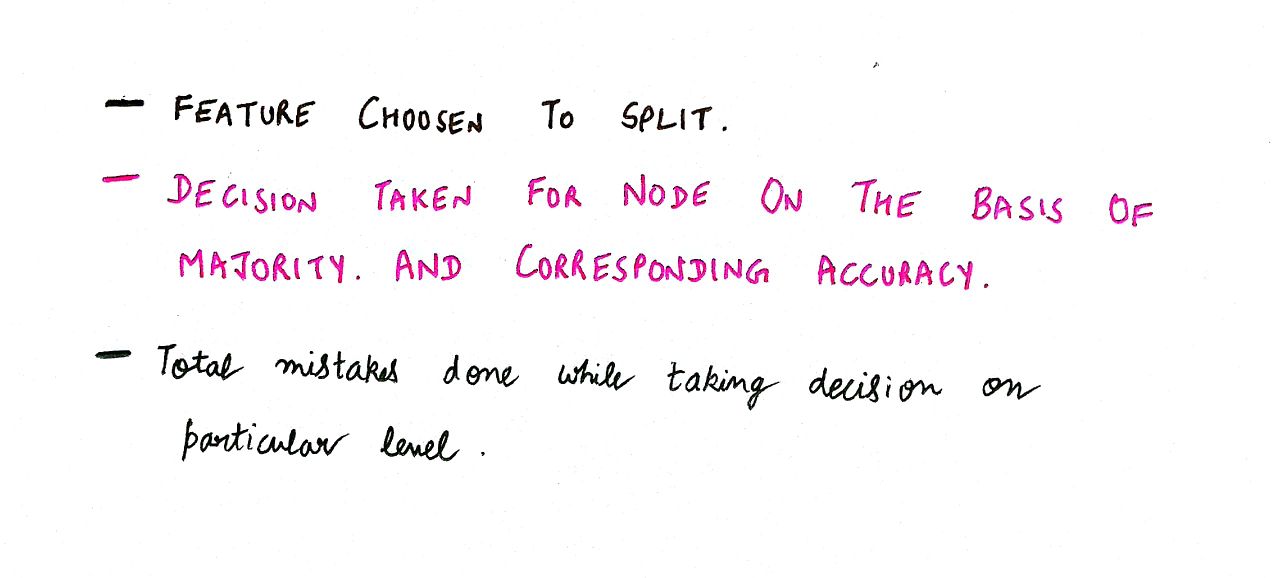 — FEATURE CHOOSEN TO SPLIT.
— DECISION TAKEN FOR NODE ON THE BASIS OF
MAJORITY. AND CORRESPONDING ACCURACY.
— Total mistakes done while taking decision on
particular level.